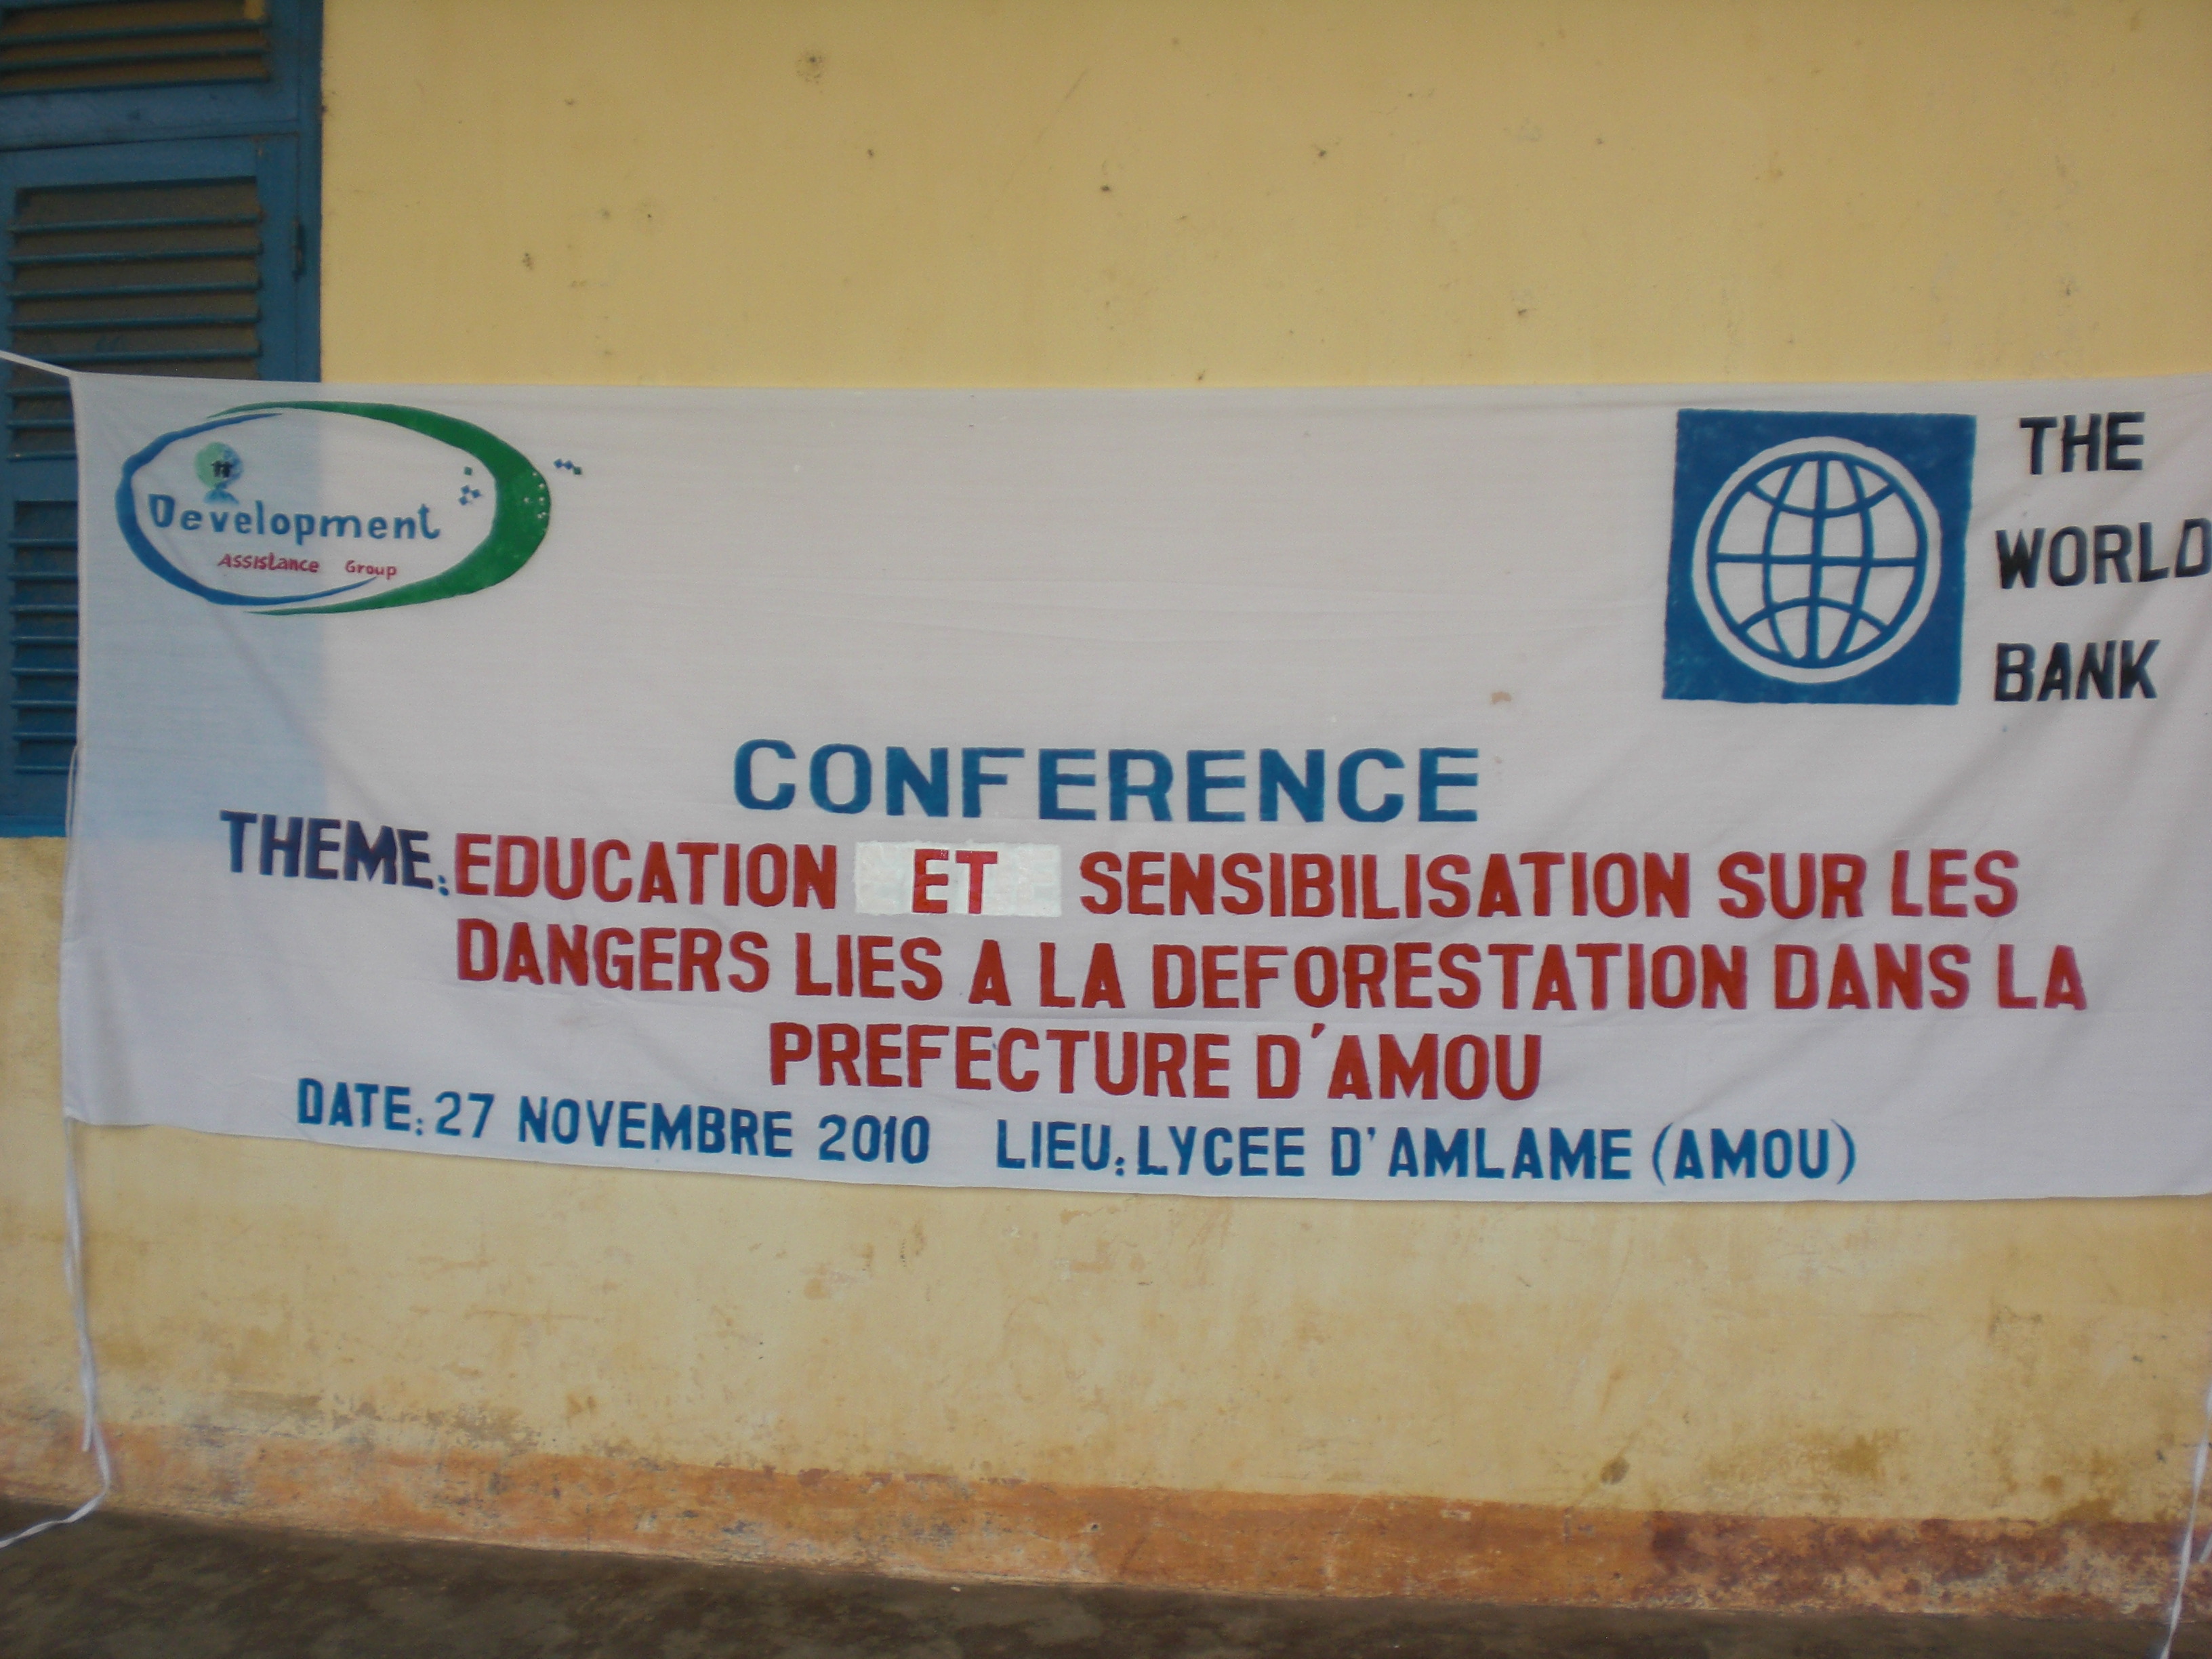 Development
Assistance Group
THE
WORLD
BANK
CONFERENCE
THEME: EDUCATION ET SENSIBILISATION SUR LES
DANGERS LIES A LA DEFORESTATION DANS LA
PREFECTURE D'AMOU
DATE: 27 NOVEMBRE 2010 LIEU: LYCEE D'AMLAME (AMOU)